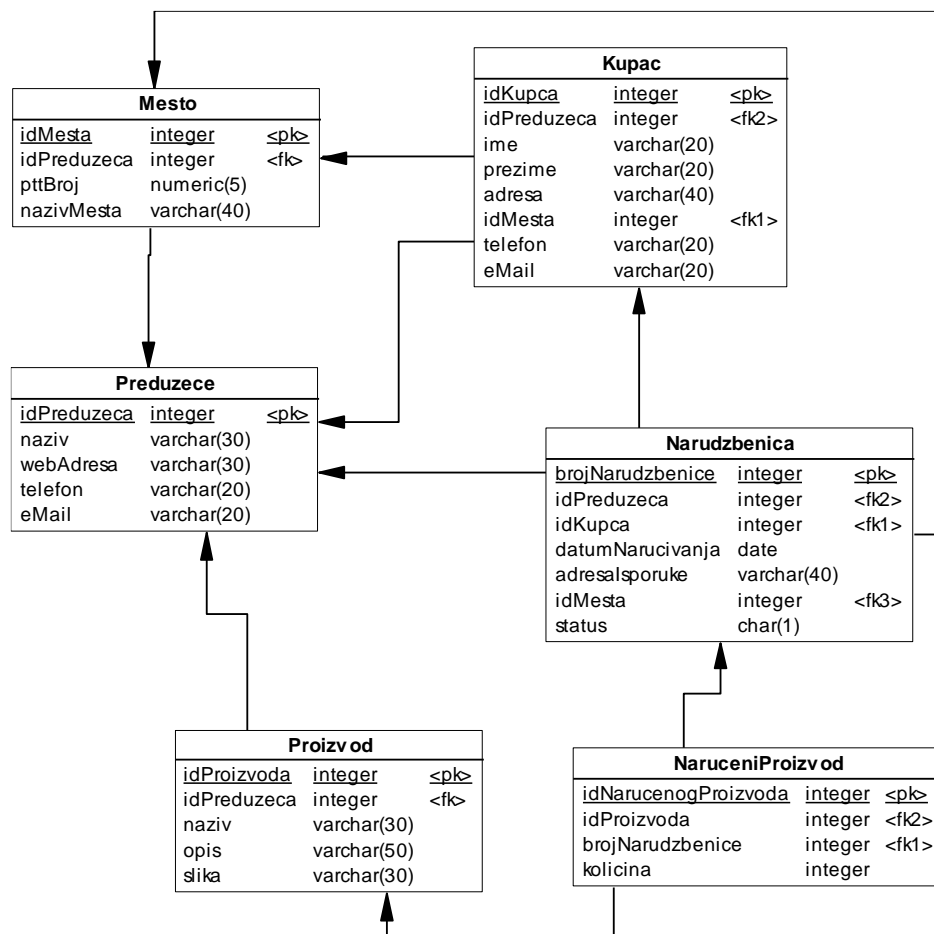 Mesto
idMesta integer <pk>
idPreduzeca integer <fk>
pttBroj numeric(5)
nazivMesta varchar(40)
Kupac
idKupca integer <pk>
idPreduzeca integer <fk2>
ime varchar(20)
prezime varchar(20)
adresa varchar(40)
idMesta integer <fk1>
telefon varchar(20)
eMail varchar(20)
Preduzece
idPreduzeca integer <pk>
naziv varchar(30)
webAdresa varchar(30)
telefon varchar(20)
eMail varchar(20)
Narudzbenica
brojNarudzbenice integer <pk>
idPreduzeca integer <fk2>
idKupca integer <fk1>
datumNarucivanja date
adresaIsporuke varchar(40)
idMesta integer <fk3>
status char(1)
Proizvod
idProizvoda integer <pk>
idPreduzeca integer <fk>
naziv varchar(30)
opis varchar(50)
slika varchar(30)
NaruceniProizvod
idNarucenogProizvoda integer <pk>
idProizvoda integer <fk2>
brojNarudzbenice integer <fk1>
kolicina integer